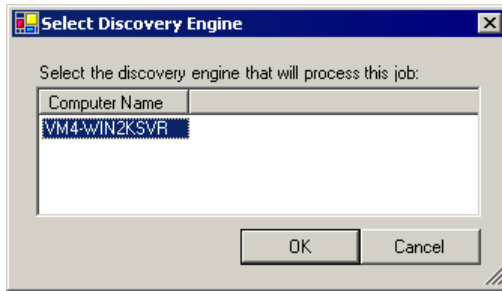 Select Discovery Engine
Select the discovery engine that will process this job:
Computer Name
VM4-WIN2KSVR
OK Cancel